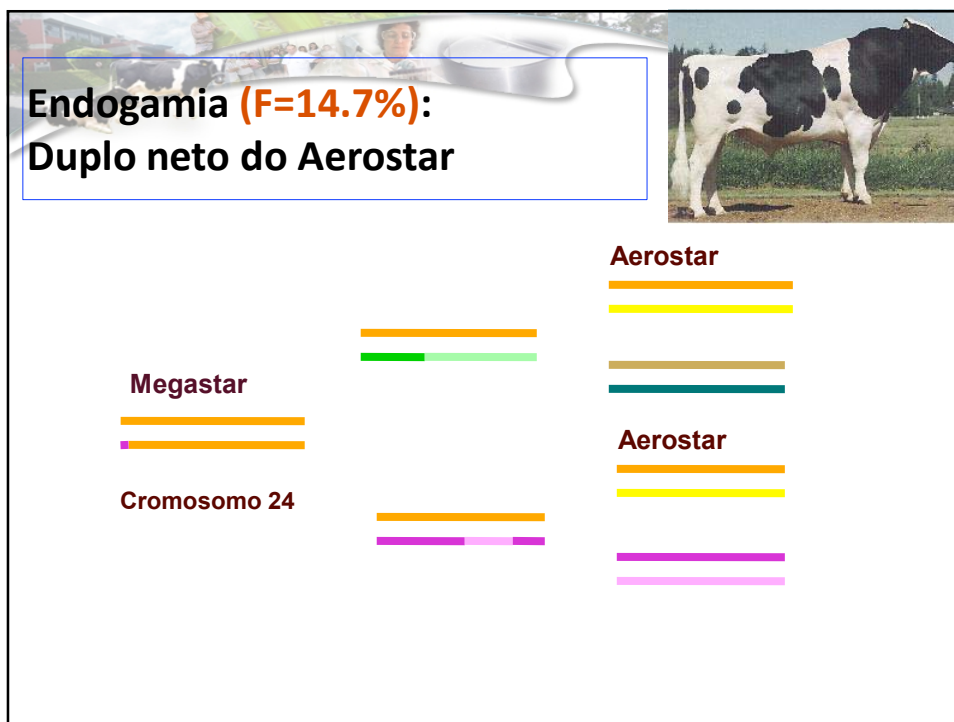 Endogamia (F=14.7%):
Duplo neto do Aerostar
Aerostar
Megastar
Aerostar
Cromosomo 24